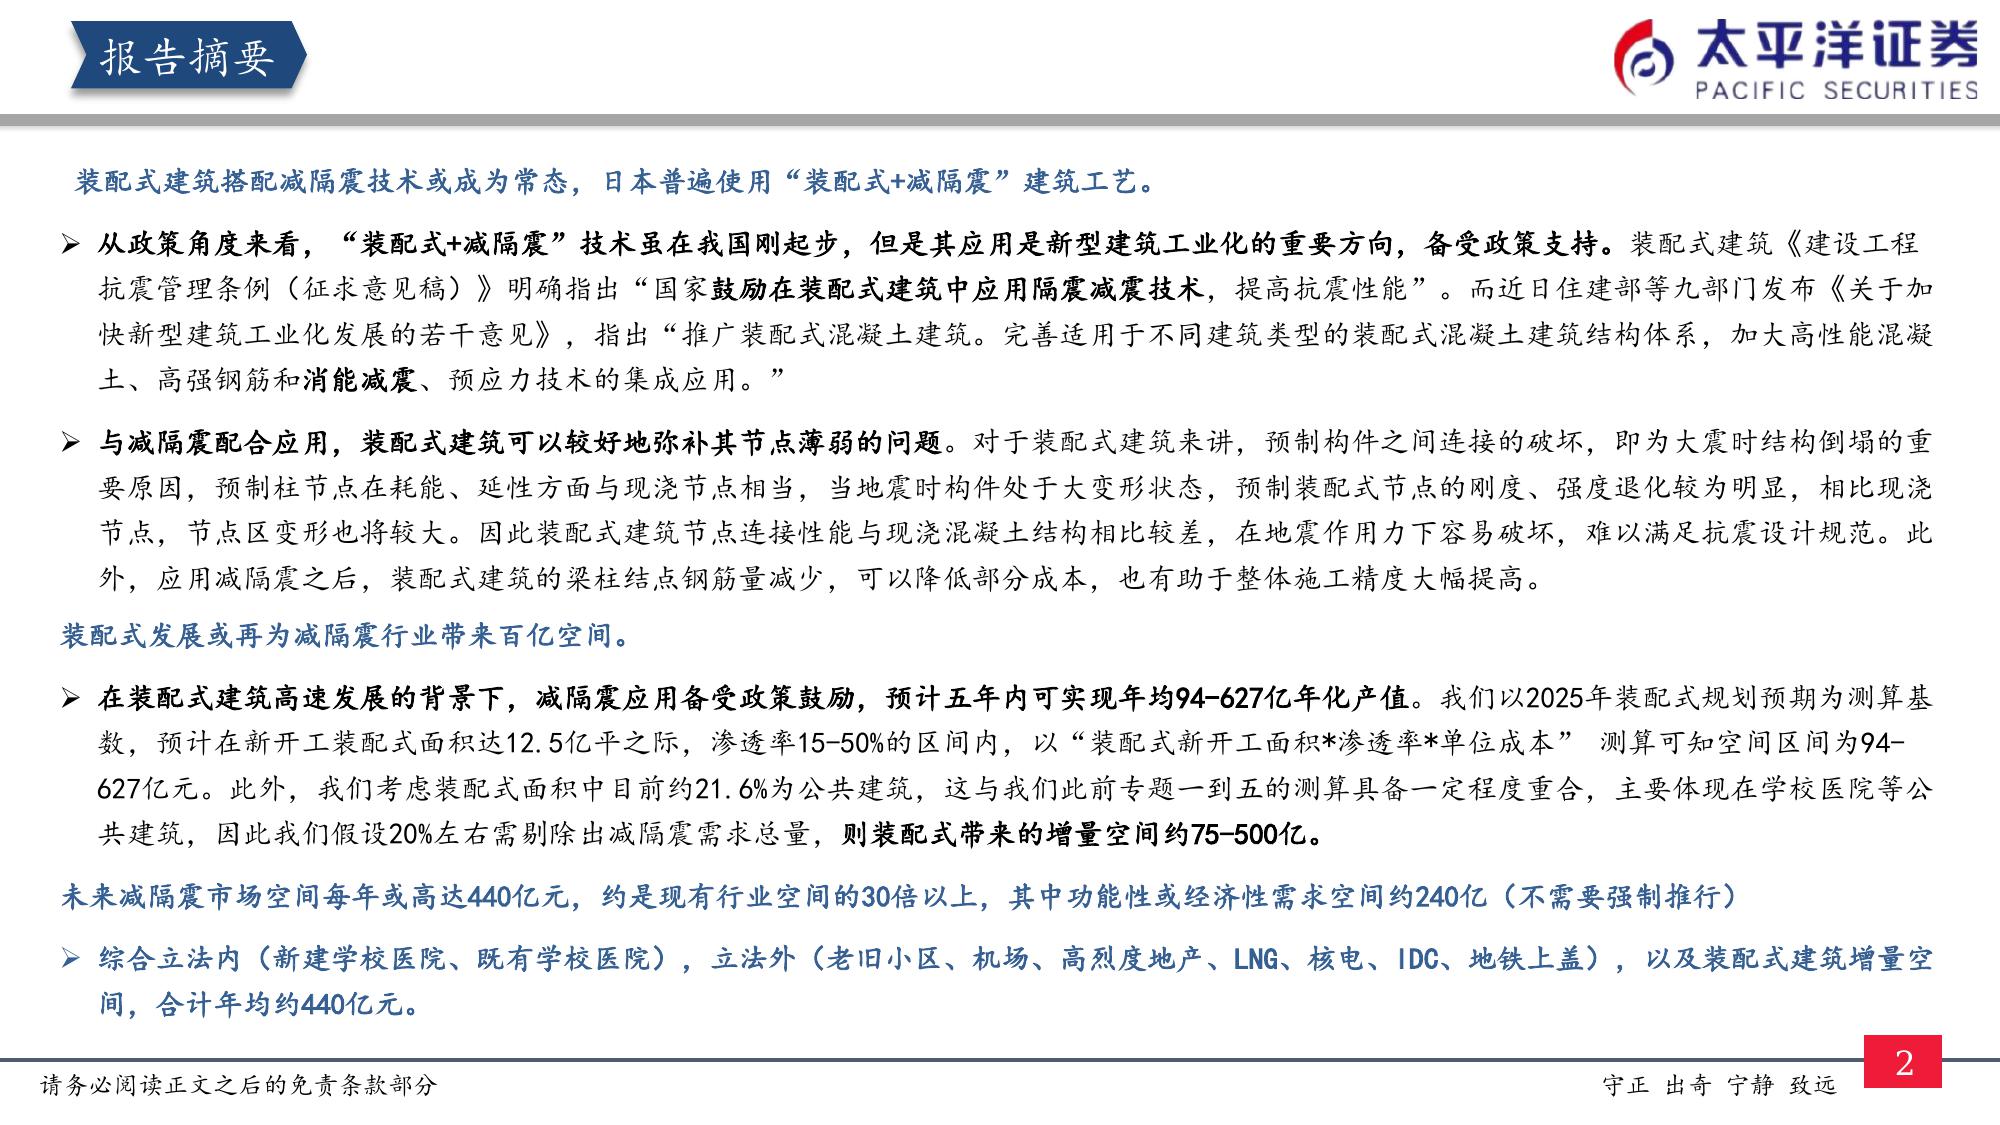 报告摘要
太平洋证券
PACIFIC SECURITIES
装配式建筑搭配减隔震技术或成为常态，日本普遍使用“装配式+减隔震”建筑工艺。
➢ 从政策角度来看，“装配式+减隔震”技术虽在我国刚起步，但是其应用是新型建筑工业化的重要方向，备受政策支持。装配式建筑《建设工程
抗震管理条例（征求意见稿）》明确指出“国家鼓励在装配式建筑中应用隔震减震技术，提高抗震性能”。而近日住建部等九部门发布《关于加
快新型建筑工业化发展的若干意见》，指出“推广装配式混凝土建筑。完善适用于不同建筑类型的装配式混凝土建筑结构体系，加大高性能混凝
土、高强钢筋和消能减震、预应力技术的集成应用。”
➢ 与减隔震配合应用，装配式建筑可以较好地弥补其节点薄弱的问题。对于装配式建筑来讲，预制构件之间连接的破坏，即为大震时结构倒塌的重
要原因，预制柱节点在耗能、延性方面与现浇节点相当，当地震时构件处于大变形状态，预制装配式节点的刚度、强度退化较为明显，相比现浇
节点，节点区变形也将较大。因此装配式建筑节点连接性能与现浇混凝土结构相比较差，在地震作用力下容易破坏，难以满足抗震设计规范。此
外，应用减隔震之后，装配式建筑的梁柱结点钢筋量减少，可以降低部分成本，也有助于整体施工精度大幅提高。
装配式发展或再为减隔震行业带来百亿空间。
➢ 在装配式建筑高速发展的背景下，减隔震应用备受政策鼓励，预计五年内可实现年均94-627亿年化产值。我们以2025年装配式规划预期为测算基
数，预计在新开工装配式面积达12.5亿平之际，渗透率15-50%的区间内，以“装配式新开工面积*渗透率*单位成本” 测算可知空间区间为94-
627亿元。此外，我们考虑装配式面积中目前约21.6%为公共建筑，这与我们此前专题一到五的测算具备一定程度重合，主要体现在学校医院等公
共建筑，因此我们假设20%左右需剔除出减隔震需求总量，则装配式带来的增量空间约75-500亿。
未来减隔震市场空间每年或高达440亿元，约是现有行业空间的30倍以上，其中功能性或经济性需求空间约240亿（不需要强制推行）
➢ 综合立法内（新建学校医院、既有学校医院），立法外（老旧小区、机场、高烈度地产、LNG、核电、IDC、地铁上盖），以及装配式建筑增量空
间，合计年均约440亿元。
请务必阅读正文之后的免责条款部分
守正 出奇 宁静 致远
2